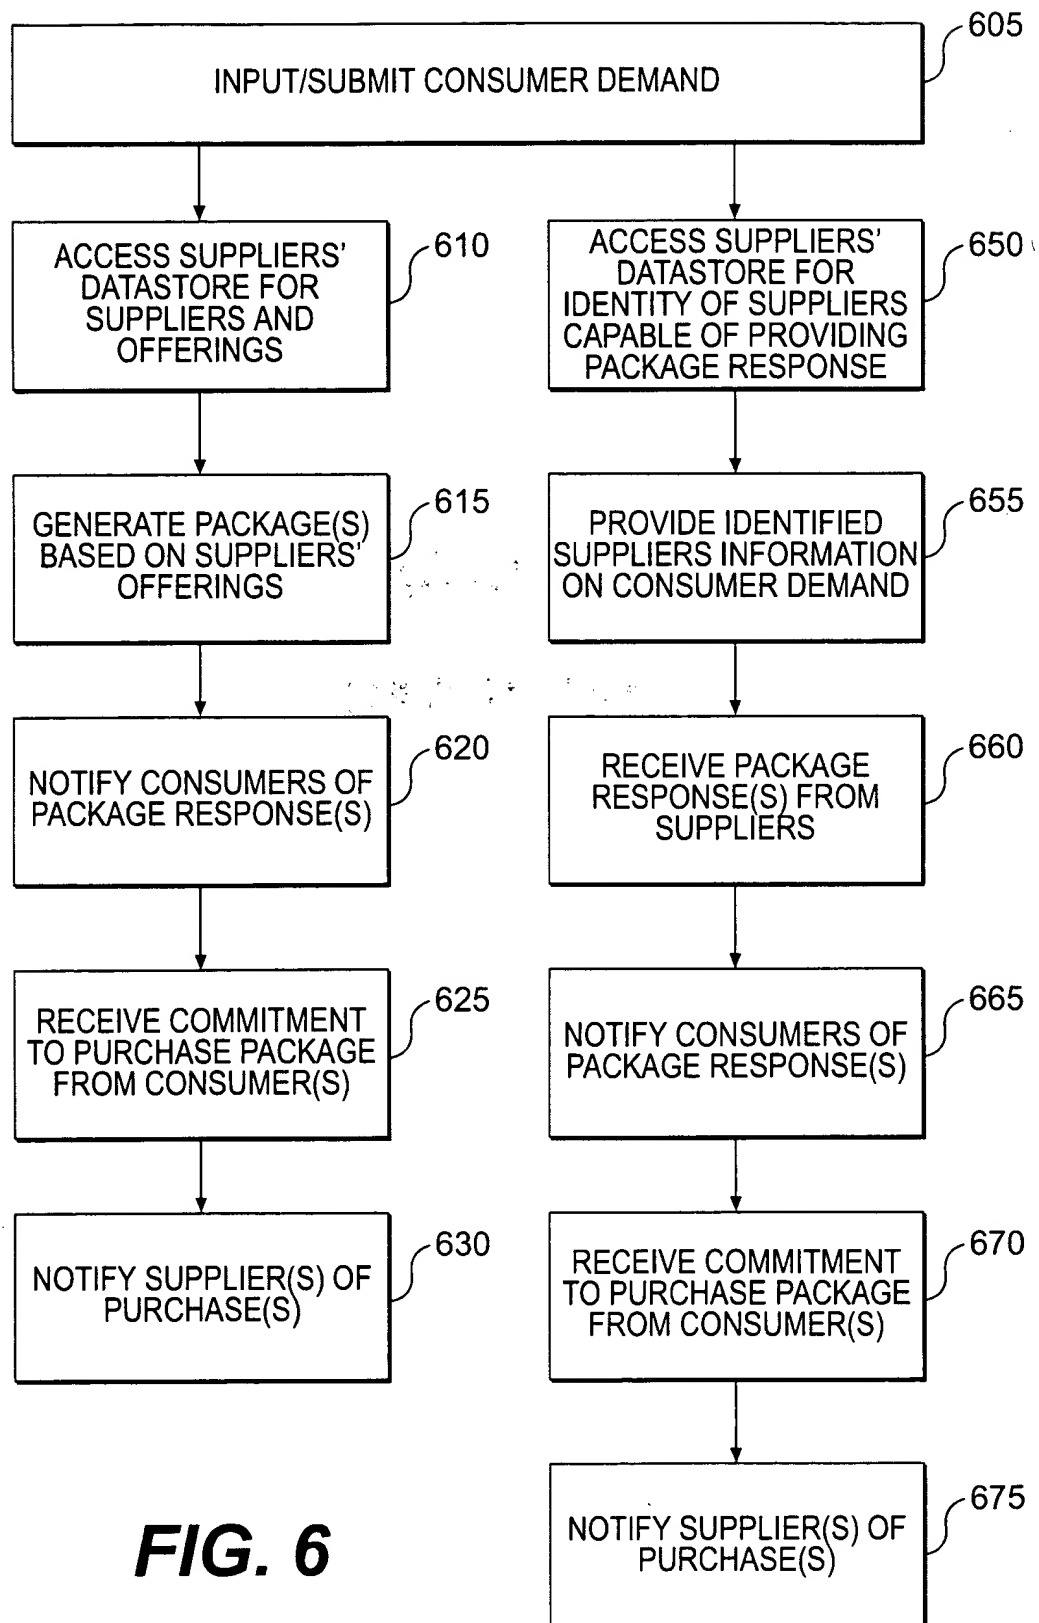 605
INPUT/SUBMIT CONSUMER DEMAND
610
ACCESS SUPPLIERS'
DATASTORE FOR
SUPPLIERS AND
OFFERINGS
615
GENERATE PACKAGE(S)
BASED ON SUPPLIERS'
OFFERINGS
620
NOTIFY CONSUMERS OF
PACKAGE RESPONSE(S)
625
RECEIVE COMMITMENT
TO PURCHASE PACKAGE
FROM CONSUMER(S)
630
NOTIFY SUPPLIER(S) OF
PURCHASE(S)
650
ACCESS SUPPLIERS'
DATASTORE FOR
IDENTITY OF SUPPLIERS
CAPABLE OF PROVIDING
PACKAGE RESPONSE
655
PROVIDE IDENTIFIED
SUPPLIERS INFORMATION
ON CONSUMER DEMAND
660
RECEIVE PACKAGE
RESPONSE(S) FROM
SUPPLIERS
665
NOTIFY CONSUMERS OF
PACKAGE RESPONSE(S)
670
RECEIVE COMMITMENT
TO PURCHASE PACKAGE
FROM CONSUMER(S)
675
NOTIFY SUPPLIER(S) OF
PURCHASE(S)
FIG. 6